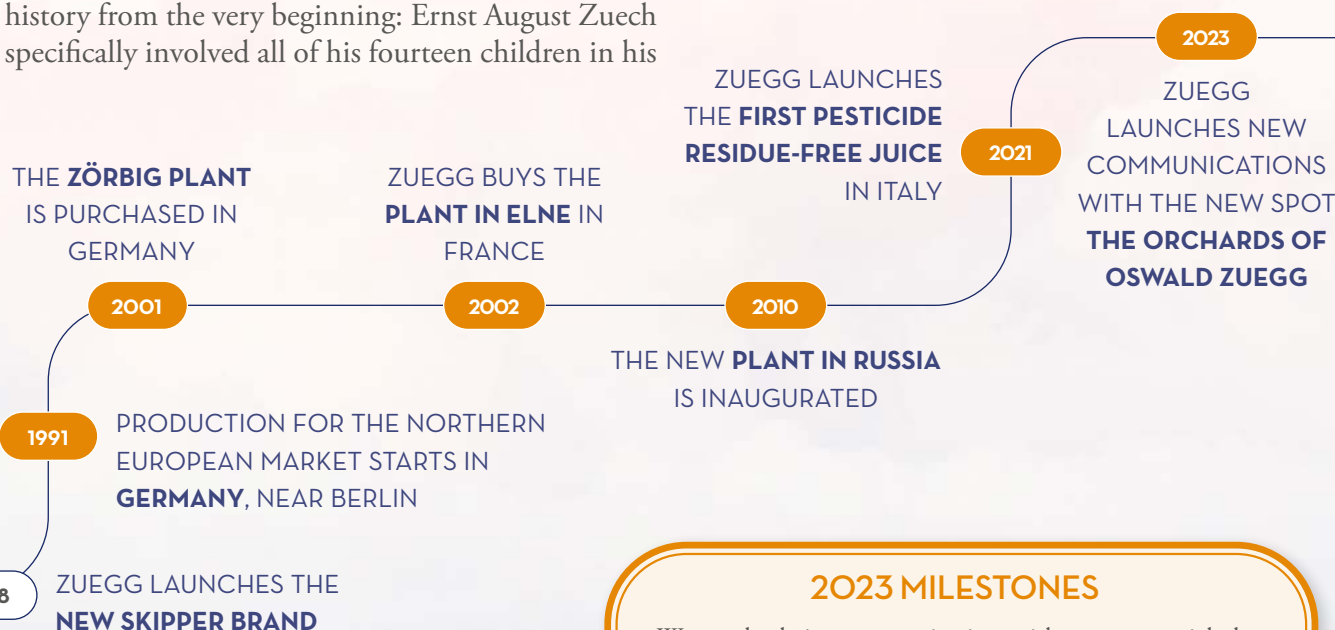 history from the very beginning: Ernst August Zuech
specifically involved all of his fourteen children in his
2023
ZUEGG
LAUNCHES NEW
COMMUNICATIONS
WITH THE NEW SPOT
THE ORCHARDS OF
OSWALD ZUEGG
ZUEGG LAUNCHES
THE FIRST PESTICIDE
RESIDUE-FREE JUICE
IN ITALY
2021
THE ZÖRBIG PLANT
IS PURCHASED IN
GERMANY
2001
ZUEGG BUYS THE
PLANT IN ELNE IN
FRANCE
2002
2010
THE NEW PLANT IN RUSSIA
IS INAUGURATED
1991
PRODUCTION FOR THE NORTHERN
EUROPEAN MARKET STARTS IN
GERMANY, NEAR BERLIN
8
ZUEGG LAUNCHES THE
NEW SKIPPER BRAND
2023 MILESTONES